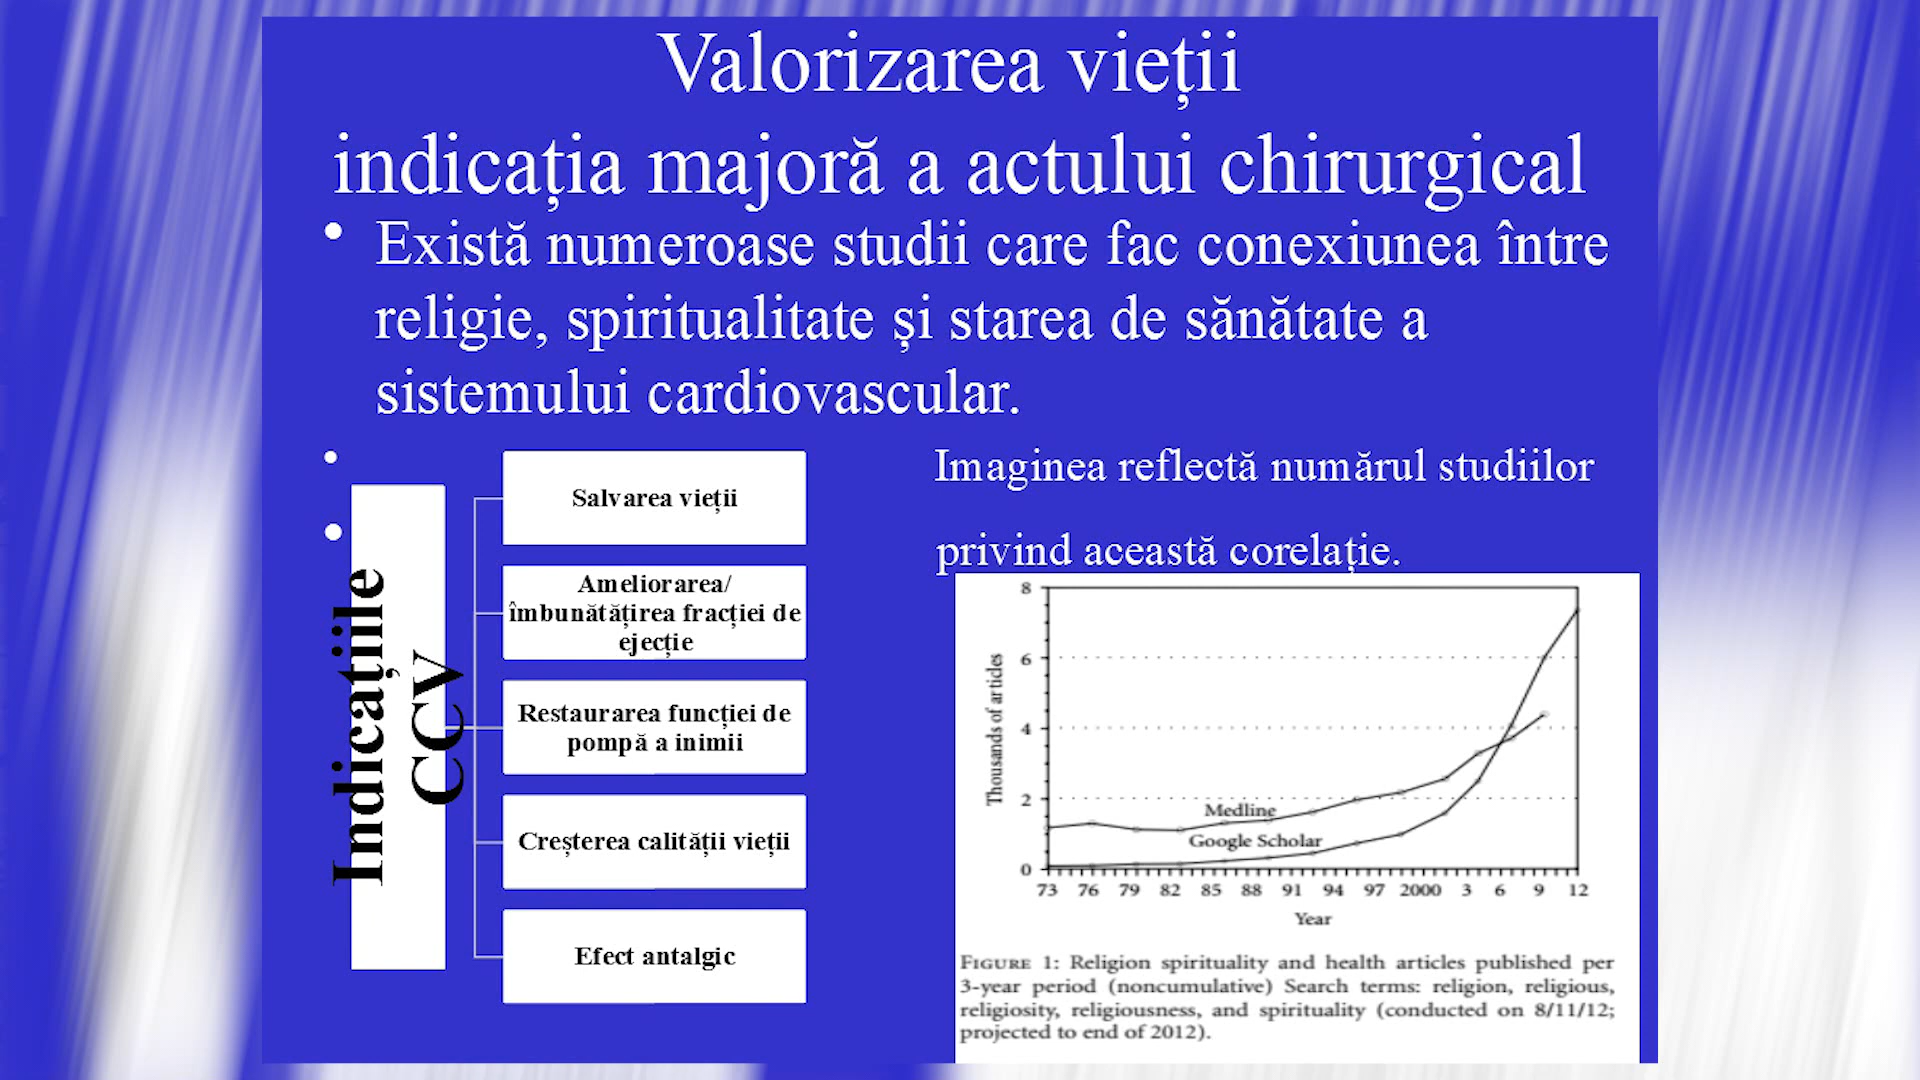 Valorizarea vieții
indicația majoră a actului chirurgical
• Există numeroase studii care fac conexiunea între
religie, spiritualitate și starea de sănătate a
sistemului cardiovascular.
Indicațiile
CCV
Salvarea vieții
Ameliorarea/
îmbunătățirea fracției de
ejecție
Restaurarea funcției de
pompă a inimii
Creșterea calității vieții
Efect antalgic
Imaginea reflectă numărul studiilor
privind această corelație.
8
6
4
2
0
Thousands of articles
Medline
Google Scholar
73 76 79 82 85 88 91 94 97 2000 3 6 9 12
Year
FIGURE 1: Religion spirituality and health articles published per
3-year period (noncumulative) Search terms: religion, religious,
religiosity, religiousness, and spirituality (conducted on 8/11/12;
projected to end of 2012).